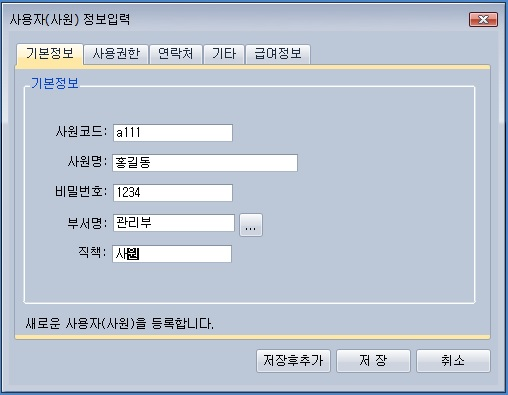 사용자(사원) 정보입력
기본정보 사용권한 연락처 기타 급여정보
기본정보
사원코드: a111
사원명: 홍길동
비밀번호: 1234
부서명: 관리부 ...
직책: 사원
새로운 사용자(사원)을 등록합니다.
저장후추가 저 장 취소